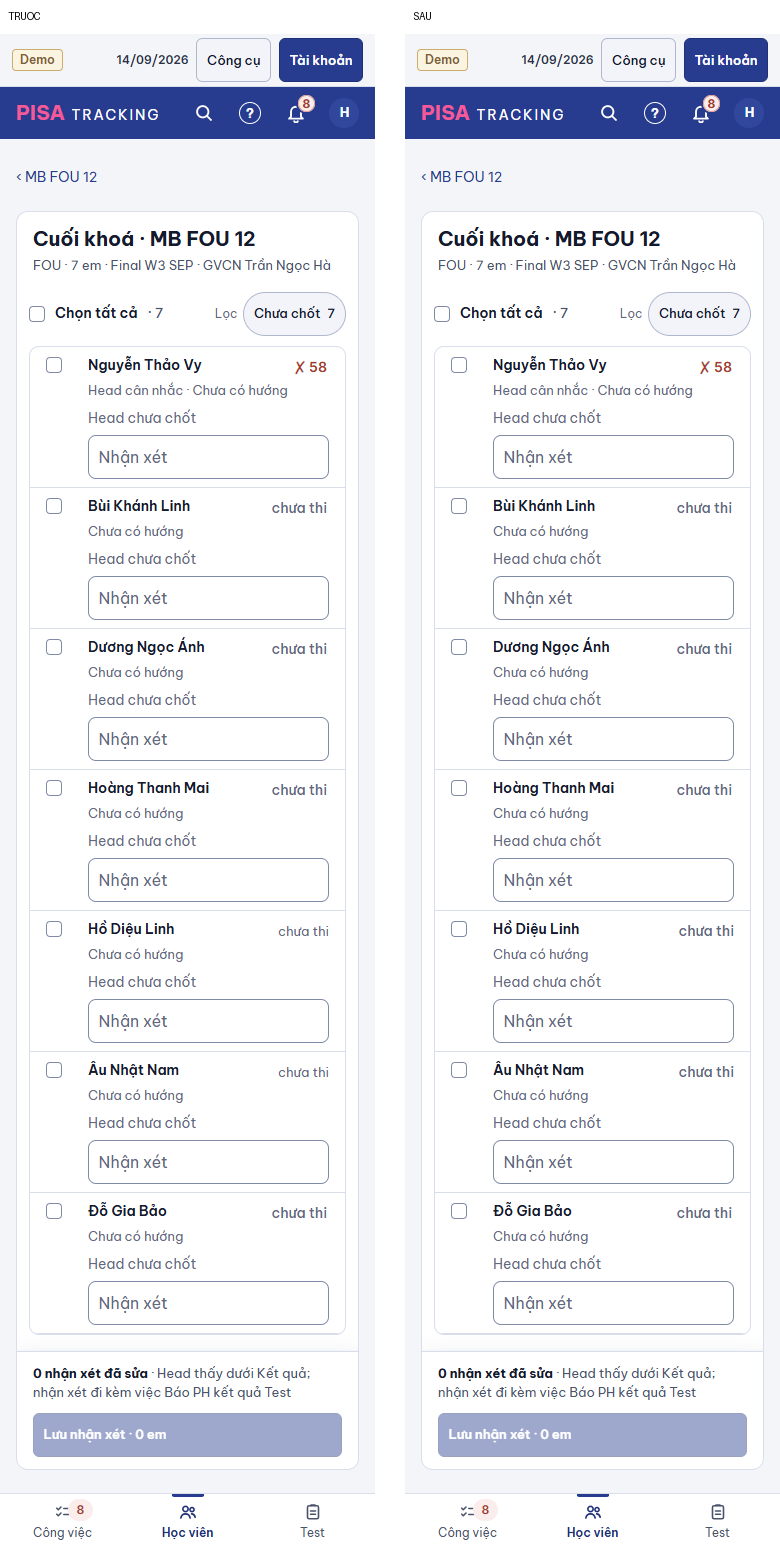 TRUOC
Demo 14/09/2026 Công cụ Tài khoản
PISA TRACKING ? 8 H
‹ MB FOU 12
Cuối khoá · MB FOU 12
FOU · 7 em · Final W3 SEP · GVCN Trần Ngọc Hà
Chọn tất cả · 7 Lọc Chưa chốt 7
Nguyễn Thảo Vy ✗ 58
Head cân nhắc · Chưa có hướng
Head chưa chốt
Nhận xét
Bùi Khánh Linh chưa thi
Chưa có hướng
Head chưa chốt
Nhận xét
Dương Ngọc Ánh chưa thi
Chưa có hướng
Head chưa chốt
Nhận xét
Hoàng Thanh Mai chưa thi
Chưa có hướng
Head chưa chốt
Nhận xét
Hồ Diệu Linh chưa thi
Chưa có hướng
Head chưa chốt
Nhận xét
Âu Nhật Nam chưa thi
Chưa có hướng
Head chưa chốt
Nhận xét
Đỗ Gia Bảo chưa thi
Chưa có hướng
Head chưa chốt
Nhận xét
0 nhận xét đã sửa · Head thấy dưới Kết quả;
nhận xét đi kèm việc Báo PH kết quả Test
Lưu nhận xét · 0 em
8
Công việc Học viên Test
SAU
Demo 14/09/2026 Công cụ Tài khoản
PISA TRACKING ? 8 H
‹ MB FOU 12
Cuối khoá · MB FOU 12
FOU · 7 em · Final W3 SEP · GVCN Trần Ngọc Hà
Chọn tất cả · 7 Lọc Chưa chốt 7
Nguyễn Thảo Vy ✗ 58
Head cân nhắc · Chưa có hướng
Head chưa chốt
Nhận xét
Bùi Khánh Linh chưa thi
Chưa có hướng
Head chưa chốt
Nhận xét
Dương Ngọc Ánh chưa thi
Chưa có hướng
Head chưa chốt
Nhận xét
Hoàng Thanh Mai chưa thi
Chưa có hướng
Head chưa chốt
Nhận xét
Hồ Diệu Linh chưa thi
Chưa có hướng
Head chưa chốt
Nhận xét
Âu Nhật Nam chưa thi
Chưa có hướng
Head chưa chốt
Nhận xét
Đỗ Gia Bảo chưa thi
Chưa có hướng
Head chưa chốt
Nhận xét
0 nhận xét đã sửa · Head thấy dưới Kết quả;
nhận xét đi kèm việc Báo PH kết quả Test
Lưu nhận xét · 0 em
8
Công việc Học viên Test